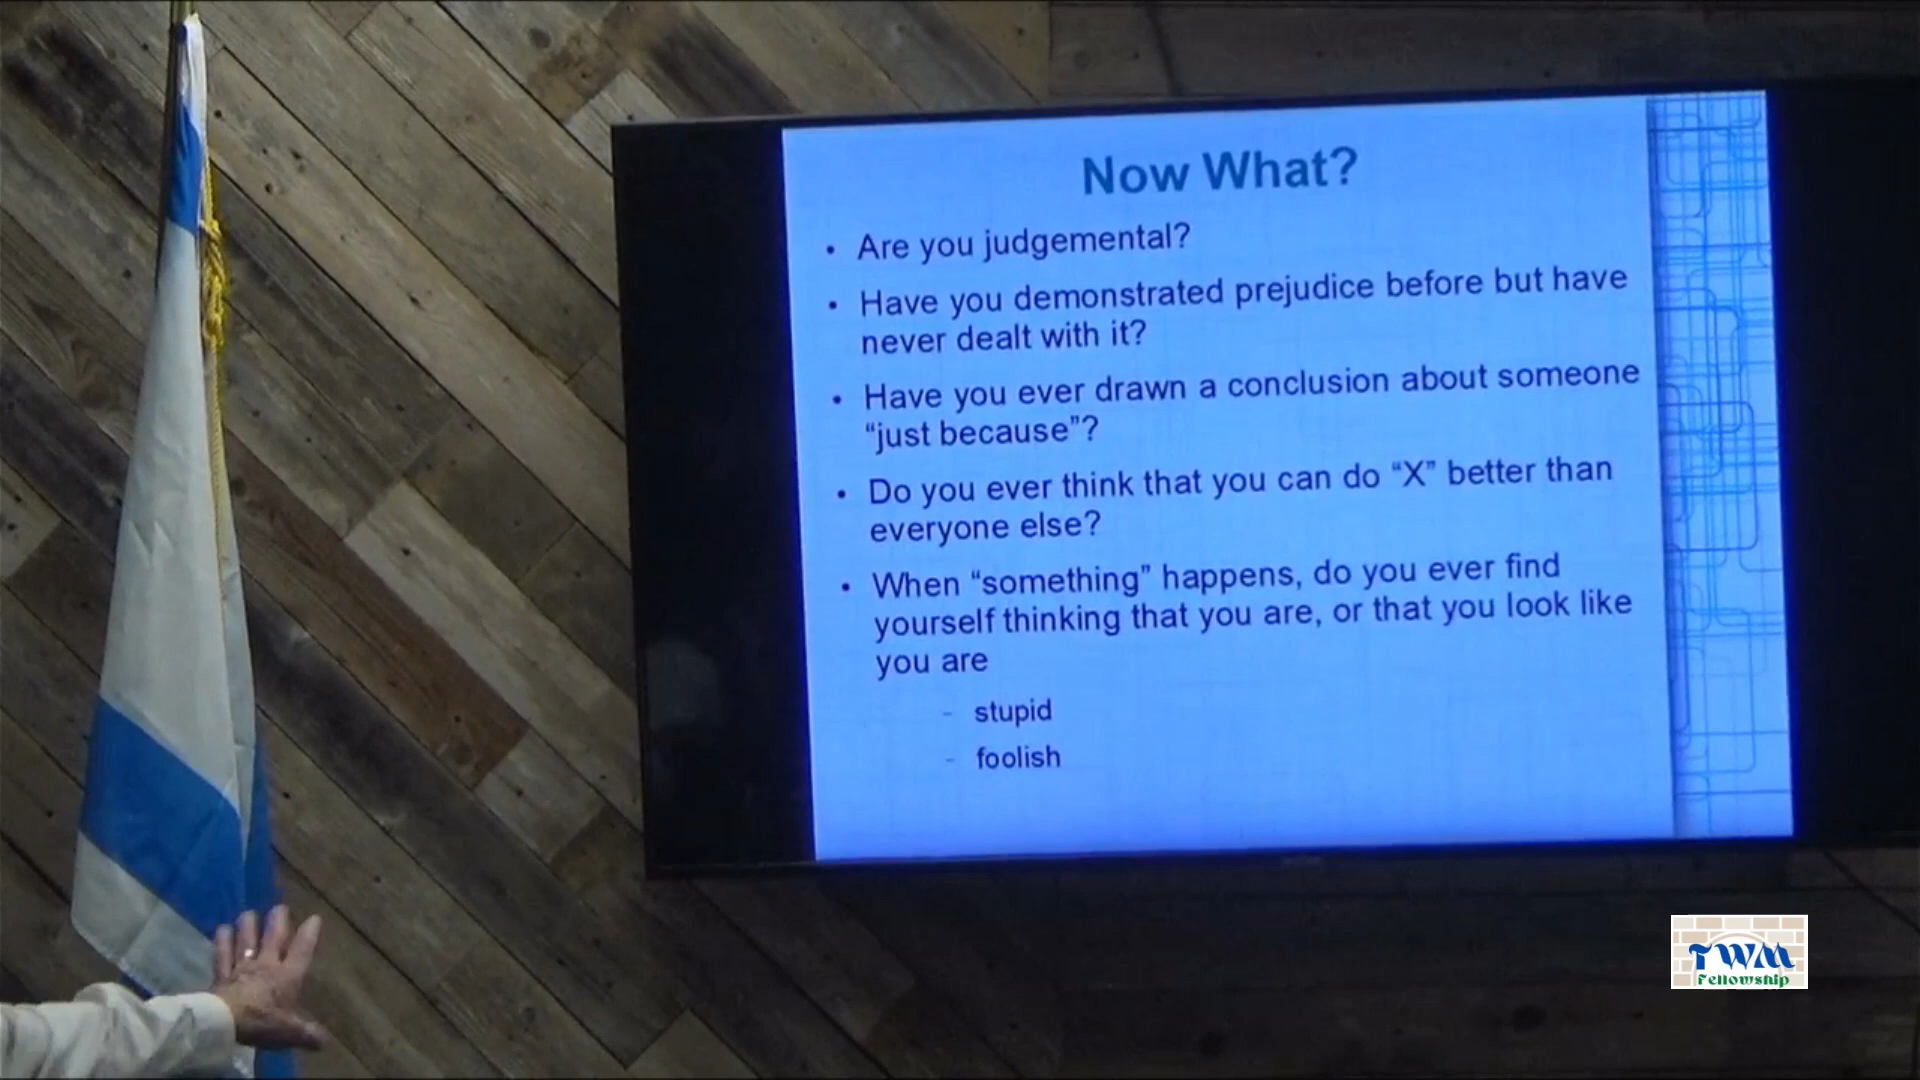 Now What?
• Are you judgemental?
• Have you demonstrated prejudice before but have
never dealt with it?
• Have you ever drawn a conclusion about someone
“just because”?
• Do you ever think that you can do “X” better than
everyone else?
• When “something” happens, do you ever find
yourself thinking that you are, or that you look like
you are
- stupid
- foolish
TWM
Fellowship